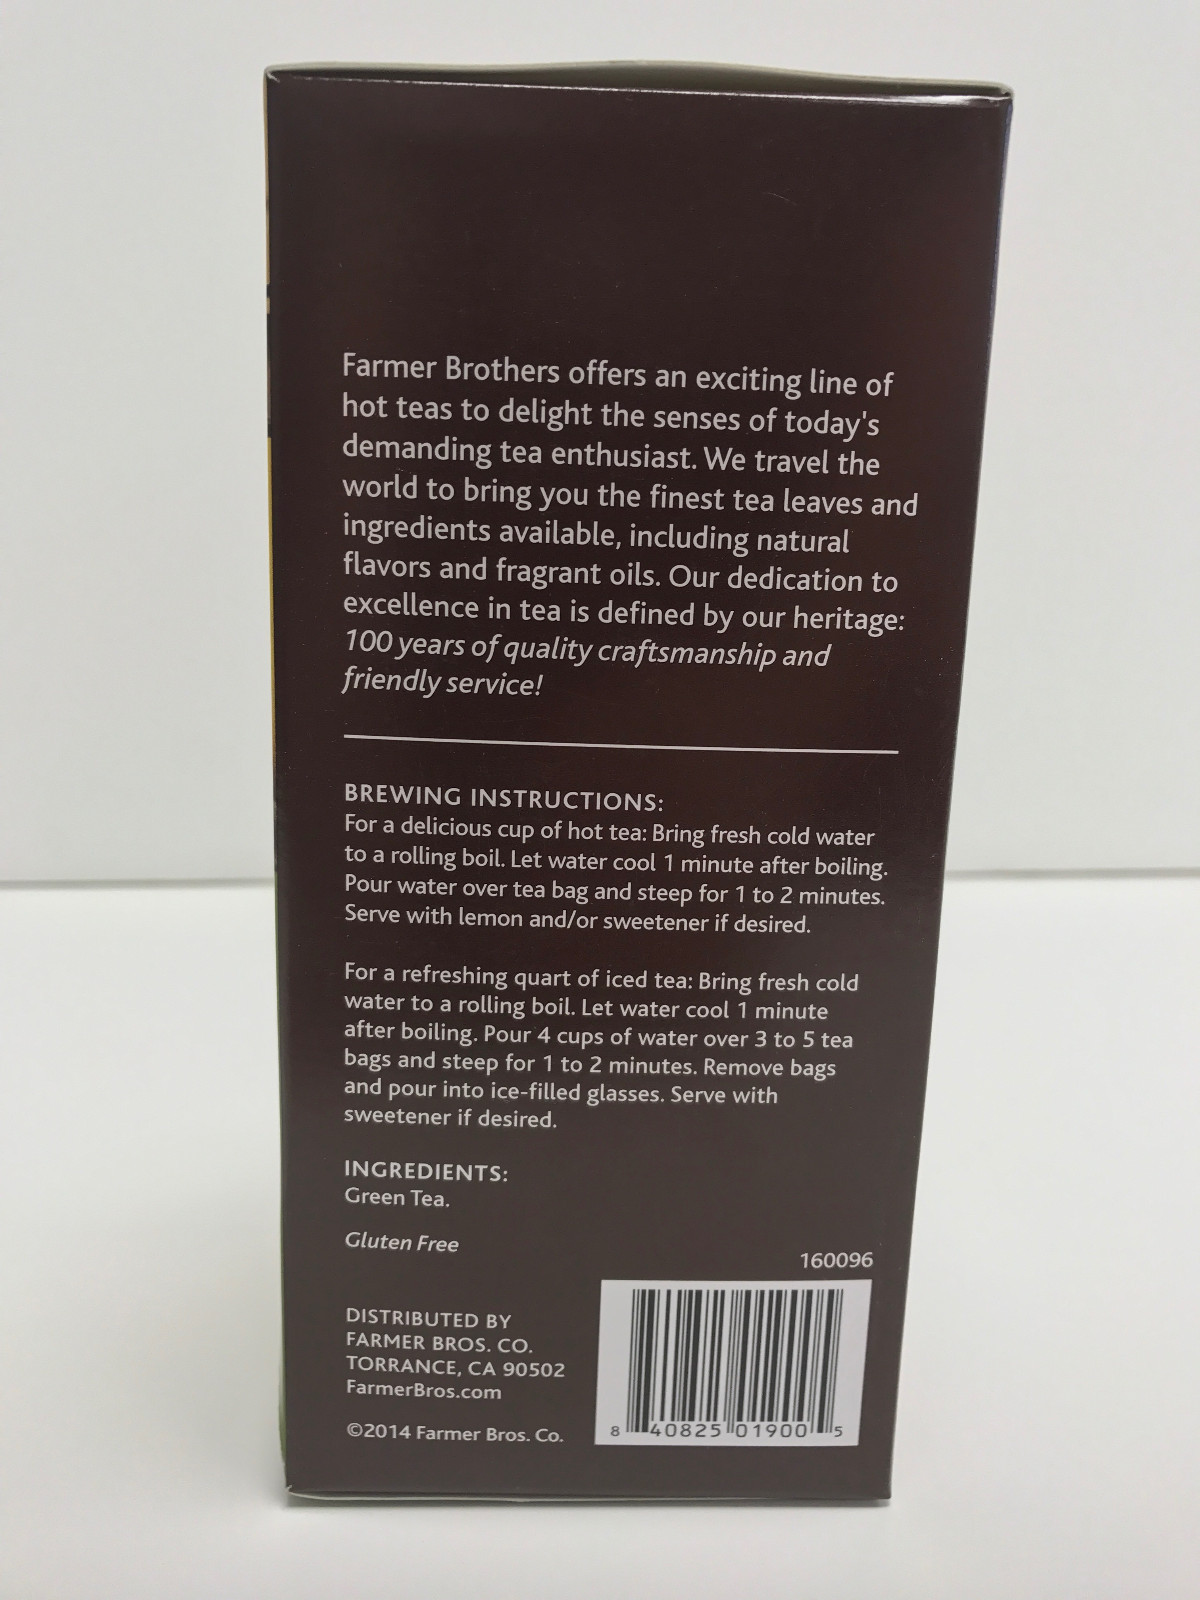 Farmer Brothers offers an exciting line of
hot teas to delight the senses of today's
demanding tea enthusiast. We travel the
world to bring you the finest tea leaves and
ingredients available, including natural
flavors and fragrant oils. Our dedication to
excellence in tea is defined by our heritage:
100 years of quality craftsmanship and
friendly service!
BREWING INSTRUCTIONS:
For a delicious cup of hot tea: Bring fresh cold water
to a rolling boil. Let water cool 1 minute after boiling.
Pour water over tea bag and steep for 1 to 2 minutes.
Serve with lemon and/or sweetener if desired.
For a refreshing quart of iced tea: Bring fresh cold
water to a rolling boil. Let water cool 1 minute
after boiling. Pour 4 cups of water over 3 to 5 tea
bags and steep for 1 to 2 minutes. Remove bags
and pour into ice-filled glasses. Serve with
sweetener if desired.
INGREDIENTS:
Green Tea.
Gluten Free
160096
DISTRIBUTED BY
FARMER BROS. CO.
TORRANCE, CA 90502
FarmerBros.com
©2014 Farmer Bros. Co.
8 40825 01900 5